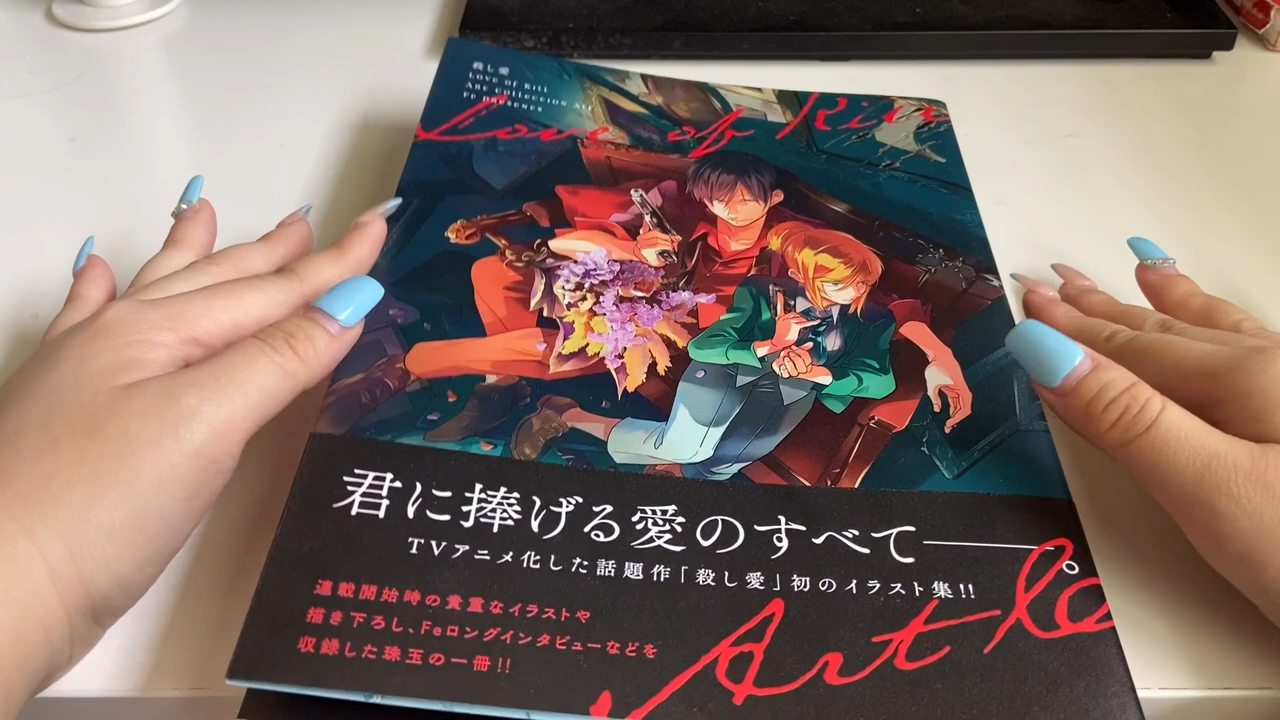 殺し愛
LOVE OF KILL
ART COLLECTION ALL
Fe PRESENTS
Love of Kill
君に捧げる愛のすべて──。
TVアニメ化した話題作「殺し愛」初のイラスト集!!
連載開始時の貴重なイラストや
描き下ろし、Feロングインタビューなどを
収録した珠玉の一冊!!
Art